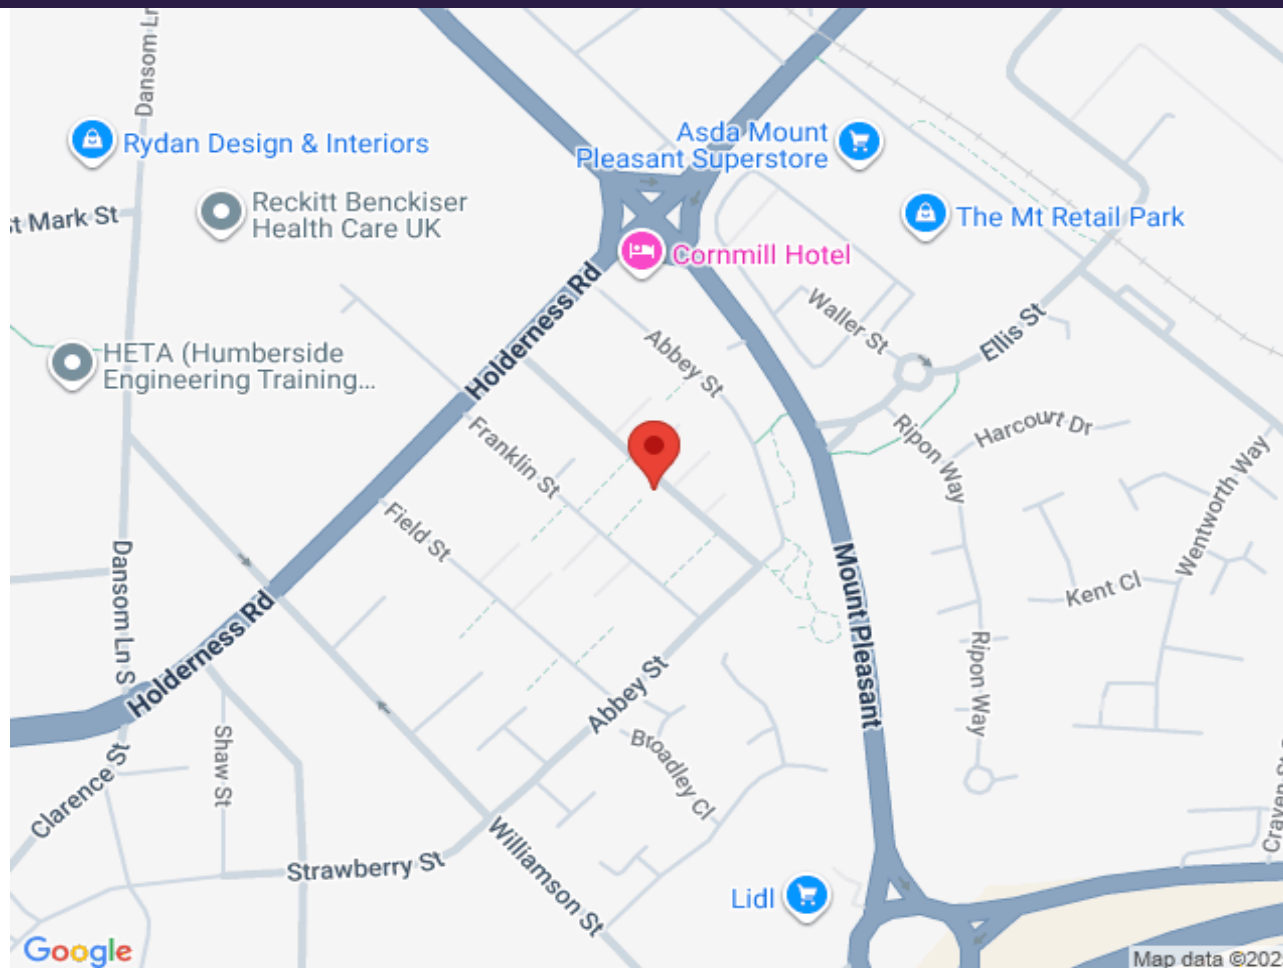 Dansom Ln
Rydan Design & Interiors
Asda Mount
Pleasant Superstore
Reckitt Benckiser
Health Care UK
t Mark St
The Mt Retail Park
Cornmill Hotel
Holderness Rd
Waller St
Ellis St
Abbey St
HETA (Humberside
Engineering Training...
Franklin St
Ripon Way
Harcourt Dr
Wentworth Way
Field St
Dansom Ln S
Mount Pleasant
Kent Cl
Holderness Rd
Abbey St
Ripon Way
Shaw St
Broadley Cl
Clarence St
Craven St
Strawberry St
Williamson St
Lidl
Google
Map data ©202